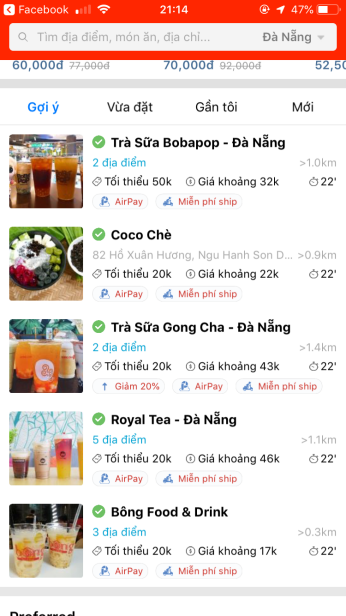 Facebook 21:14 47%
Tìm địa điểm, món ăn, địa chỉ... Đà Nẵng
60,000đ 77,000đ 70,000đ 92,000đ 52,50
Gợi ý Vừa đặt Gần tôi Mới
Trà Sữa Bobapop - Đà Nẵng
2 địa điểm >1.0km
Tối thiểu 50k Giá khoảng 32k 22'
AirPay Miễn phí ship
Coco Chè
82 Hồ Xuân Hương, Ngu Hanh Son D... >0.9km
Tối thiểu 20k Giá khoảng 22k 22'
AirPay Miễn phí ship
Trà Sữa Gong Cha - Đà Nẵng
2 địa điểm >1.4km
Tối thiểu 20k Giá khoảng 43k 22'
Giảm 20% AirPay Miễn phí ship
Royal Tea - Đà Nẵng
5 địa điểm >1.1km
Tối thiểu 20k Giá khoảng 46k 22'
AirPay Miễn phí ship
Bông Food & Drink
3 địa điểm >0.3km
Tối thiểu 20k Giá khoảng 17k 22'
AirPay Miễn phí ship
Preferred